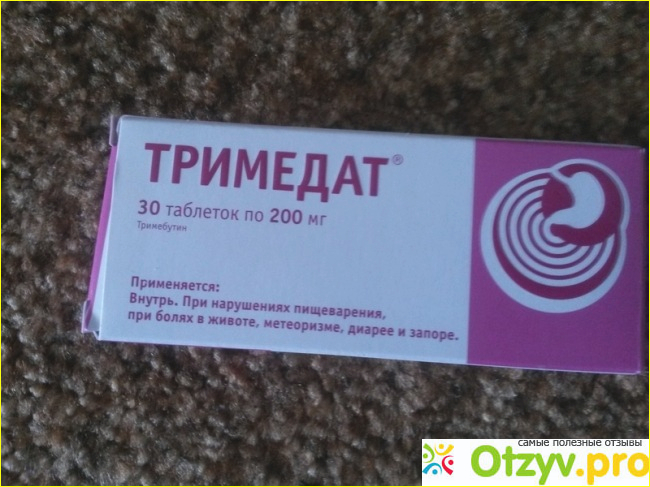 ТРИМЕДАТ®
30 таблеток по 200 мг
Тримебутин
Применяется:
Внутрь. При нарушениях пищеварения,
при болях в животе, метеоризме, диарее и запоре.
самые полезные отзывы
Otzyv.pro